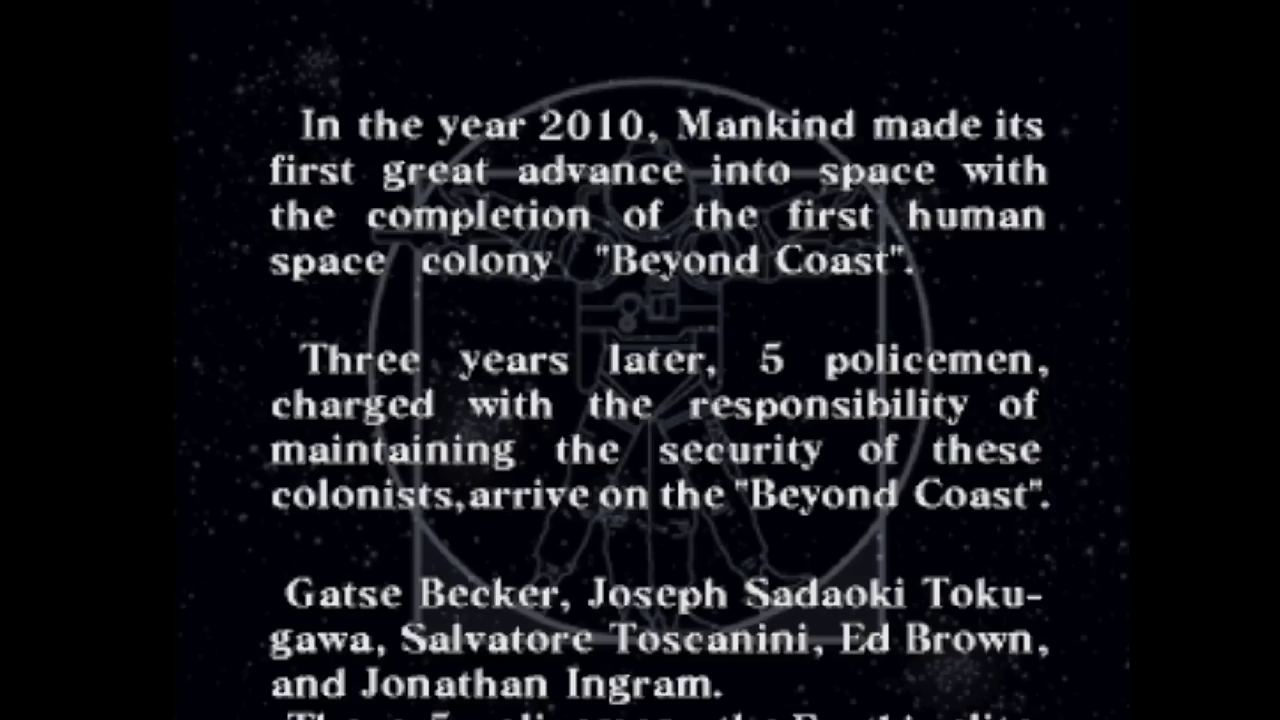 In the year 2010, Mankind made its
first great advance into space with
the completion of the first human
space colony "Beyond Coast".
Three years later, 5 policemen,
charged with the responsibility of
maintaining the security of these
colonists,arrive on the "Beyond Coast".
Gatse Becker, Joseph Sadaoki Toku-
gawa, Salvatore Toscanini, Ed Brown,
and Jonathan Ingram.